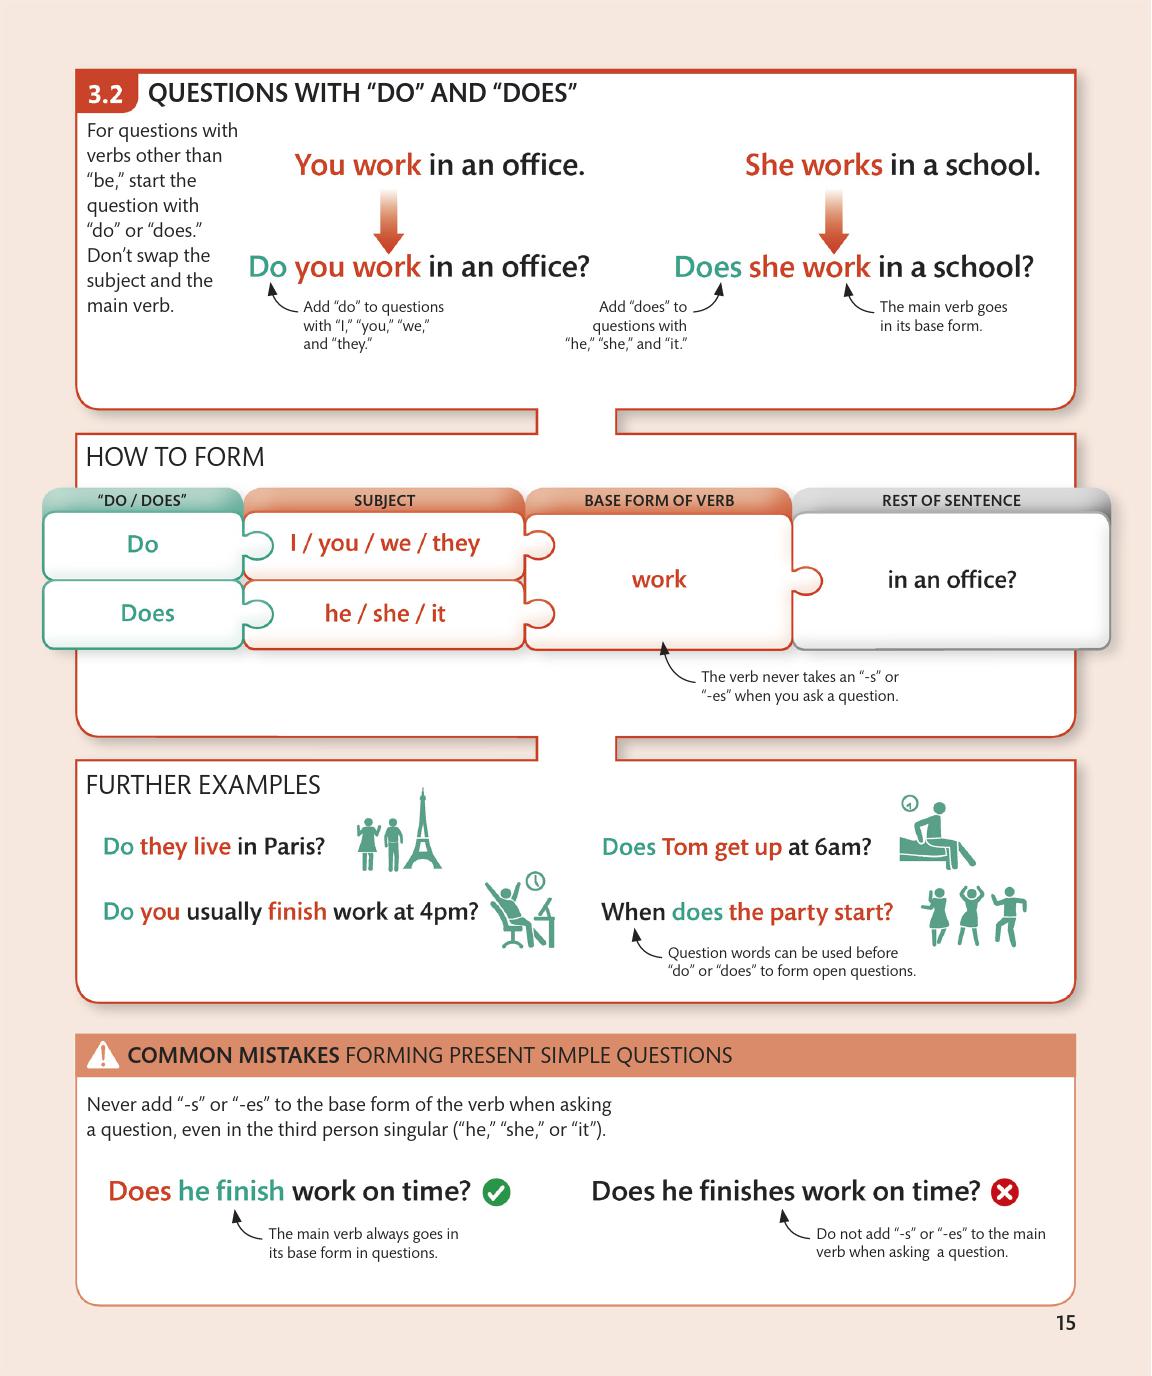 3.2 QUESTIONS WITH “DO” AND “DOES”
For questions with
verbs other than
“be,” start the
question with
“do” or “does.”
Don’t swap the
subject and the
main verb.
You work in an office.
Do you work in an office?
Add “do” to questions
with “I,” “you,” “we,”
and “they.”
She works in a school.
Does she work in a school?
Add “does” to
questions with
“he,” “she,” and “it.”
The main verb goes
in its base form.
HOW TO FORM
“DO / DOES” SUBJECT BASE FORM OF VERB REST OF SENTENCE
Do I / you / we / they
work in an office?
Does he / she / it
The verb never takes an “-s” or
“-es” when you ask a question.
FURTHER EXAMPLES
Do they live in Paris?
Does Tom get up at 6am?
Do you usually finish work at 4pm?
When does the party start?
Question words can be used before
“do” or “does” to form open questions.
COMMON MISTAKES FORMING PRESENT SIMPLE QUESTIONS
Never add “-s” or “-es” to the base form of the verb when asking
a question, even in the third person singular (“he,” “she,” or “it”).
Does he finish work on time?
The main verb always goes in
its base form in questions.
Does he finishes work on time?
Do not add “-s” or “-es” to the main
verb when asking a question.
15